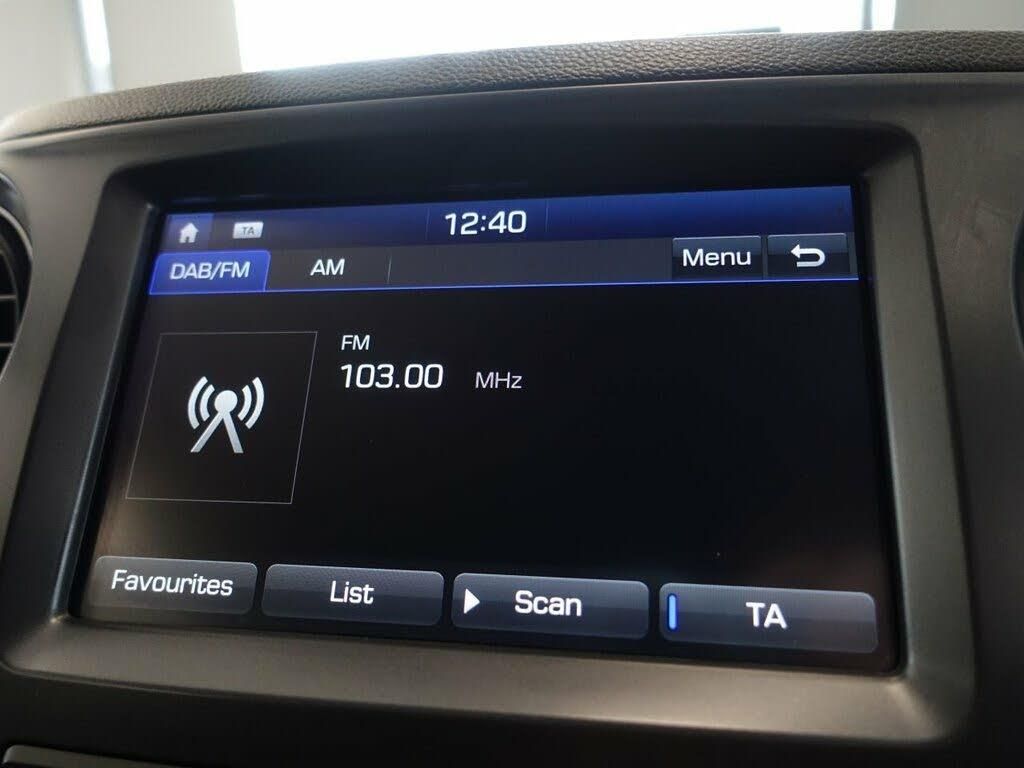 TA
12:40
DAB/FM AM Menu
FM
103.00 MHz
Favourites List Scan TA